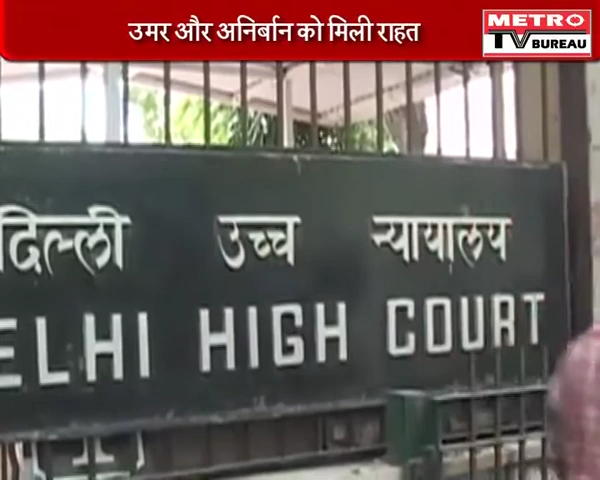 उमर और अनिर्बान को मिली राहत
METRO
TV BUREAU
दिल्ली उच्च न्यायालय
ELHI HIGH COURT